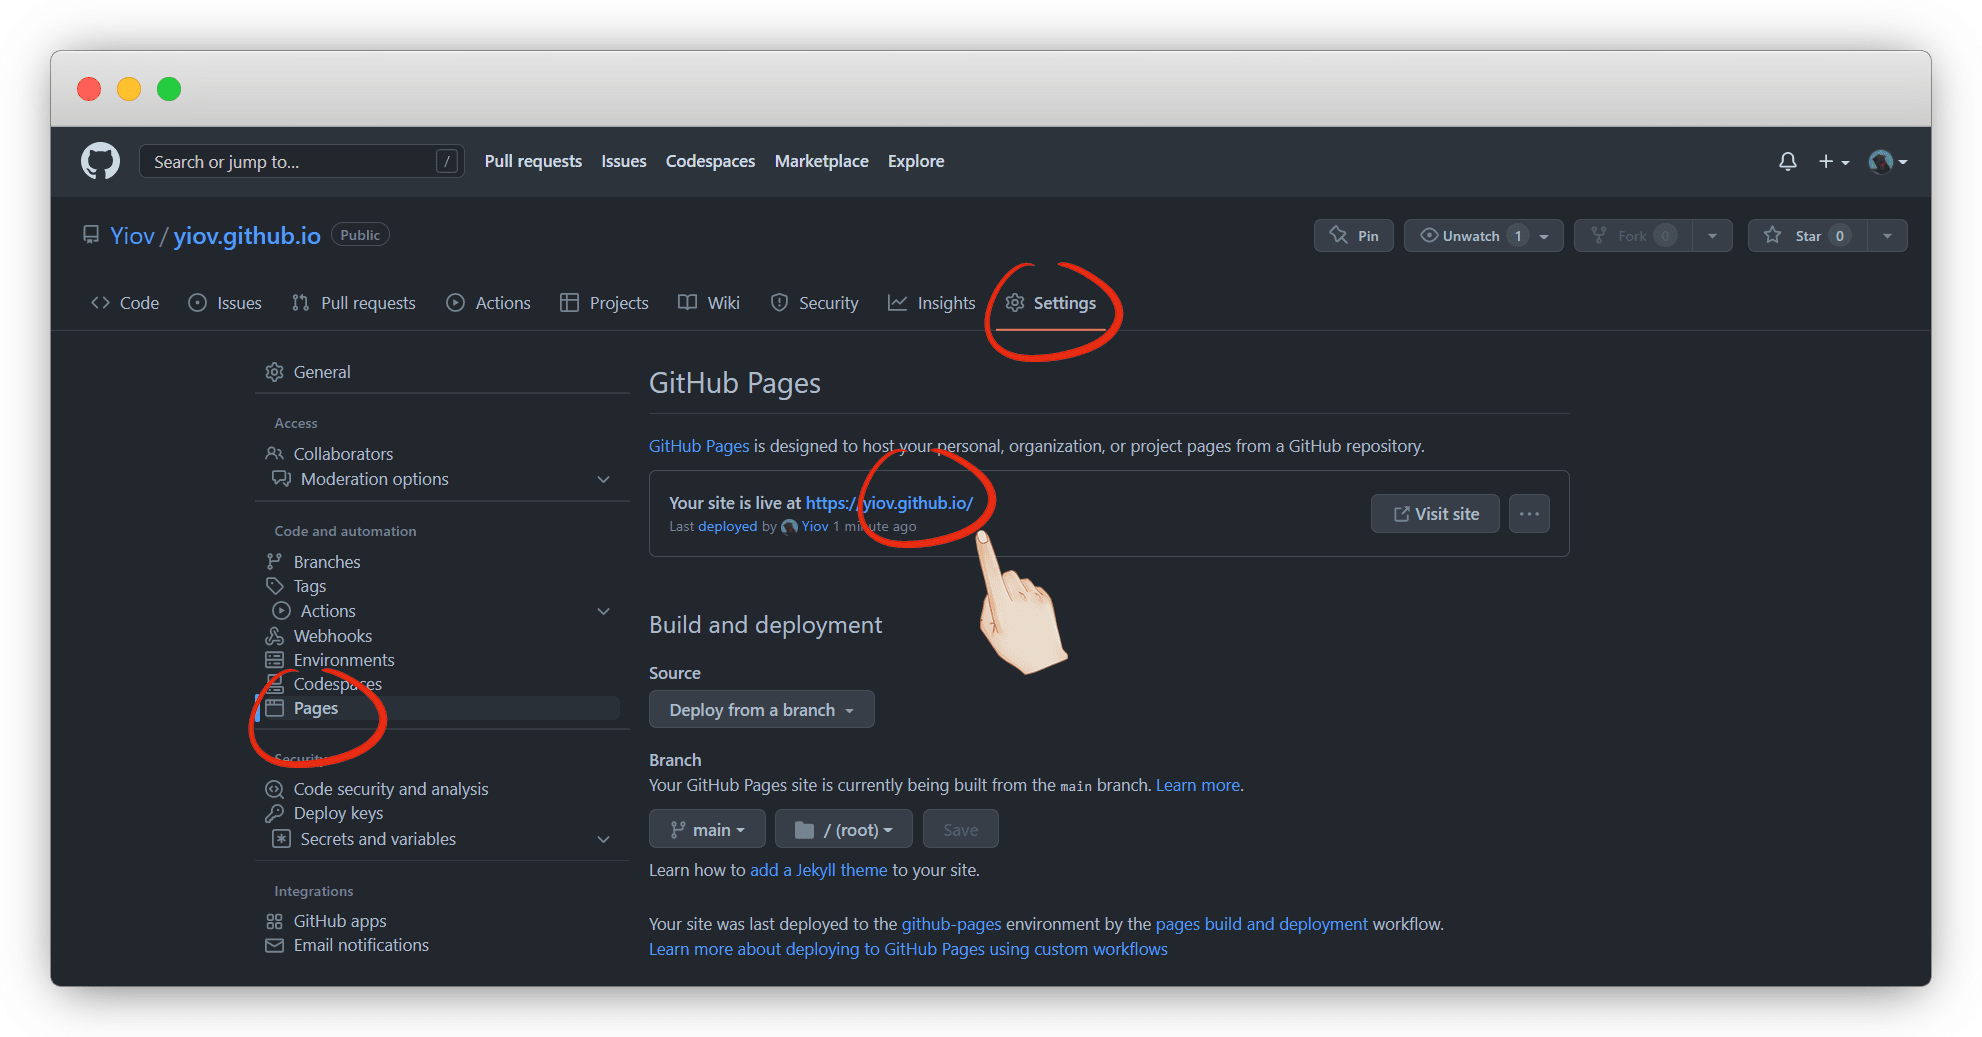 Search or jump to... / Pull requests Issues Codespaces Marketplace Explore
Yiov / yiov.github.io Public Pin Unwatch 1 Fork 0 Star 0
Code Issues Pull requests Actions Projects Wiki Security Insights Settings
General
Access
Collaborators
Moderation options
Code and automation
Branches
Tags
Actions
Webhooks
Environments
Codespaces
Pages
Security
Code security and analysis
Deploy keys
Secrets and variables
Integrations
GitHub apps
Email notifications
GitHub Pages
GitHub Pages is designed to host your personal, organization, or project pages from a GitHub repository.
Your site is live at https://yiov.github.io/
Last deployed by Yiov 1 minute ago
Visit site ...
Build and deployment
Source
Deploy from a branch
Branch
Your GitHub Pages site is currently being built from the main branch. Learn more.
main / (root) Save
Learn how to add a Jekyll theme to your site.
Your site was last deployed to the github-pages environment by the pages build and deployment workflow.
Learn more about deploying to GitHub Pages using custom workflows